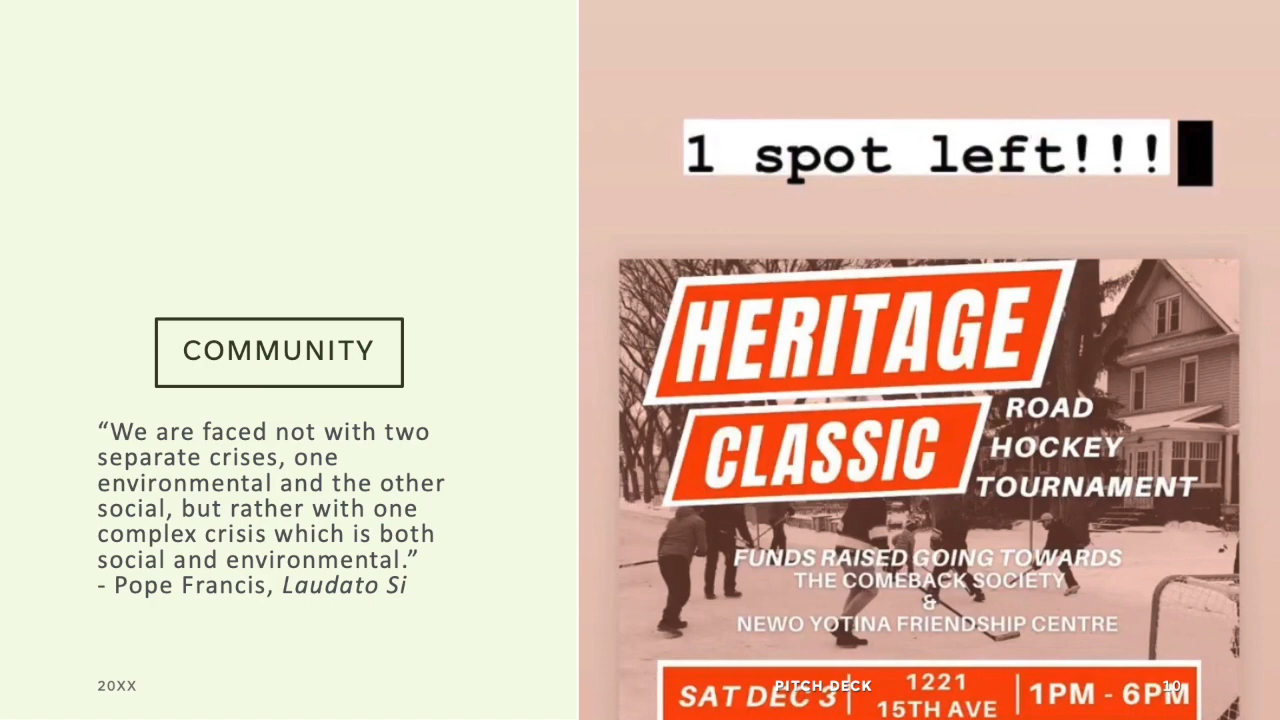 COMMUNITY
“We are faced not with two
separate crises, one
environmental and the other
social, but rather with one
complex crisis which is both
social and environmental.”
- Pope Francis, Laudato Si
20XX
1 spot left!!!
HERITAGE
CLASSIC
ROAD
HOCKEY
TOURNAMENT
FUNDS RAISED GOING TOWARDS
THE COMEBACK SOCIETY
&
NEWO YOTINA FRIENDSHIP CENTRE
SAT DEC 3
1221
15TH AVE
1PM - 6PM
PITCH DECK
10